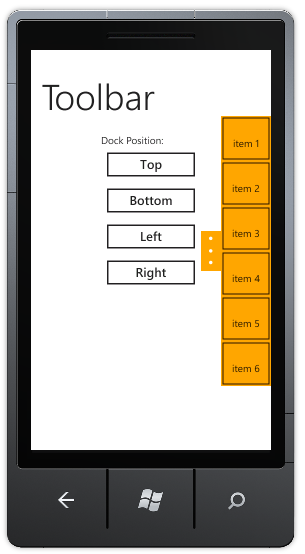 Toolbar
Dock Position:
Top
Bottom
Left
Right
item 1
item 2
item 3
item 4
item 5
item 6